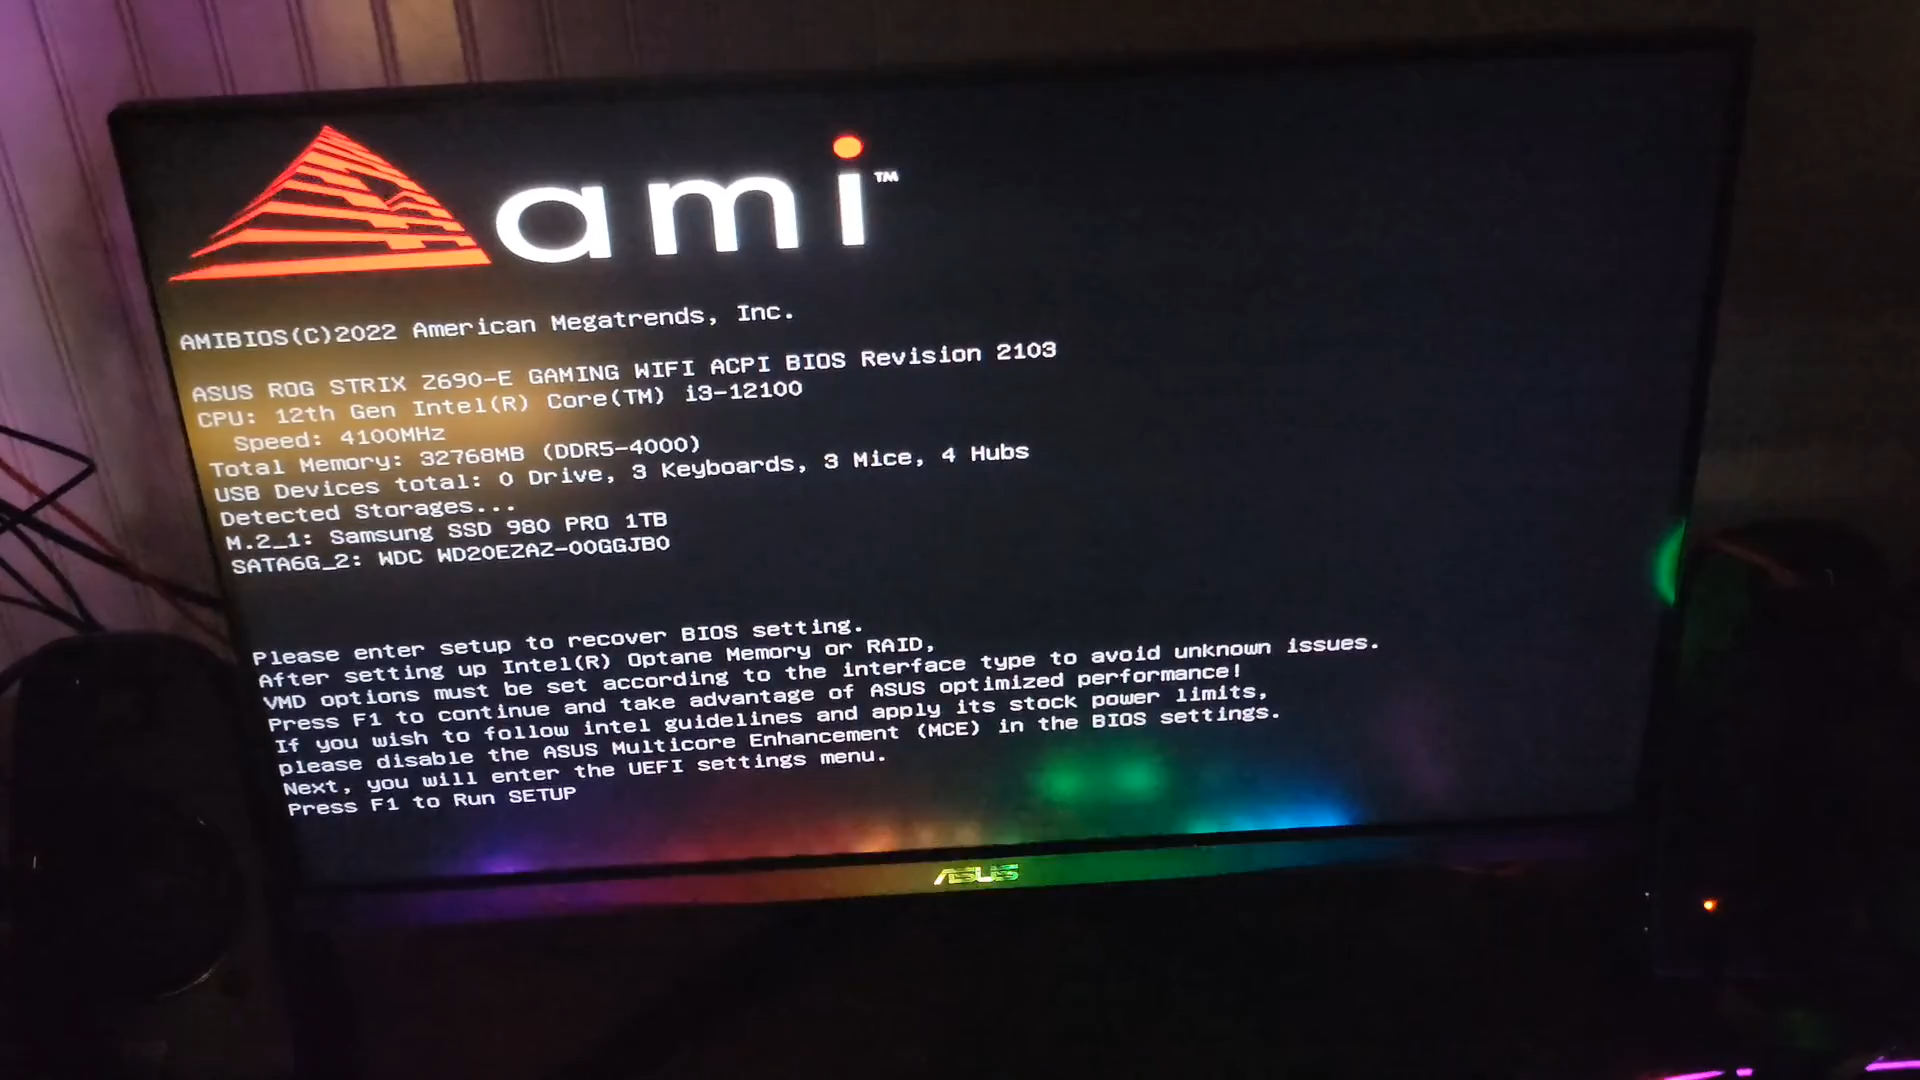 ami™
AMIBIOS(C)2022 American Megatrends, Inc.
ASUS ROG STRIX Z690-E GAMING WIFI ACPI BIOS Revision 2103
CPU: 12th Gen Intel(R) Core(TM) i3-12100
Speed: 4100MHz
Total Memory: 32768MB (DDR5-4000)
USB Devices total: 0 Drive, 3 Keyboards, 3 Mice, 4 Hubs
Detected Storages...
M.2_1: Samsung SSD 980 PRO 1TB
SATA6G_2: WDC WD20EZAZ-00GGJB0
Please enter setup to recover BIOS setting.
After setting up Intel(R) Optane Memory or RAID,
VMD options must be set according to the interface type to avoid unknown issues.
Press F1 to continue and take advantage of ASUS optimized performance!
If you wish to follow intel guidelines and apply its stock power limits,
please disable the ASUS Multicore Enhancement (MCE) in the BIOS settings.
Next, you will enter the UEFI settings menu.
Press F1 to Run SETUP
ASUS